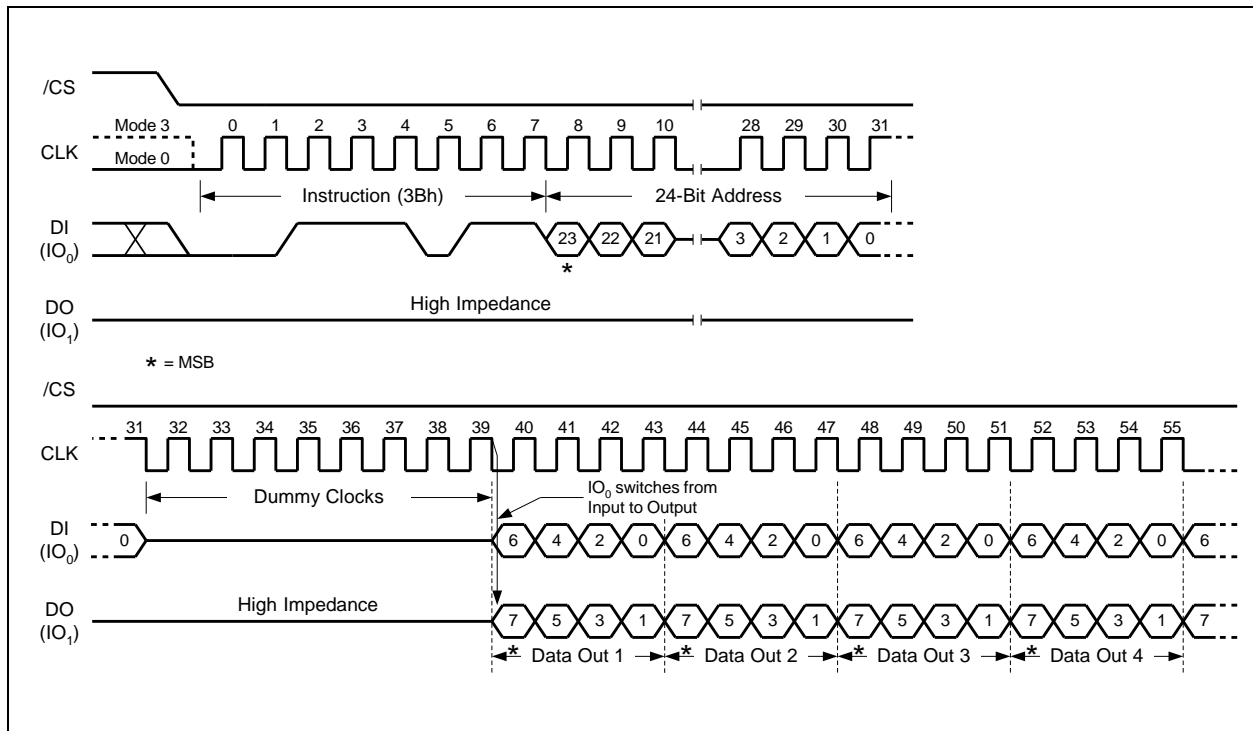 /CS
Mode 3 0 1 2 3 4 5 6 7 8 9 10 28 29 30 31
CLK
Mode 0
Instruction (3Bh) 24-Bit Address
DI
(IO0) 23 22 21 3 2 1 0
*
High Impedance
DO
(IO1)
* = MSB
/CS
31 32 33 34 35 36 37 38 39 40 41 42 43 44 45 46 47 48 49 50 51 52 53 54 55
CLK
Dummy Clocks
IO0 switches from
Input to Output
DI
(IO0) 0 6 4 2 0 6 4 2 0 6 4 2 0 6 4 2 0 6
DO
(IO1) High Impedance 7 5 3 1 7 5 3 1 7 5 3 1 7 5 3 1 7
* Data Out 1 * Data Out 2 * Data Out 3 * Data Out 4